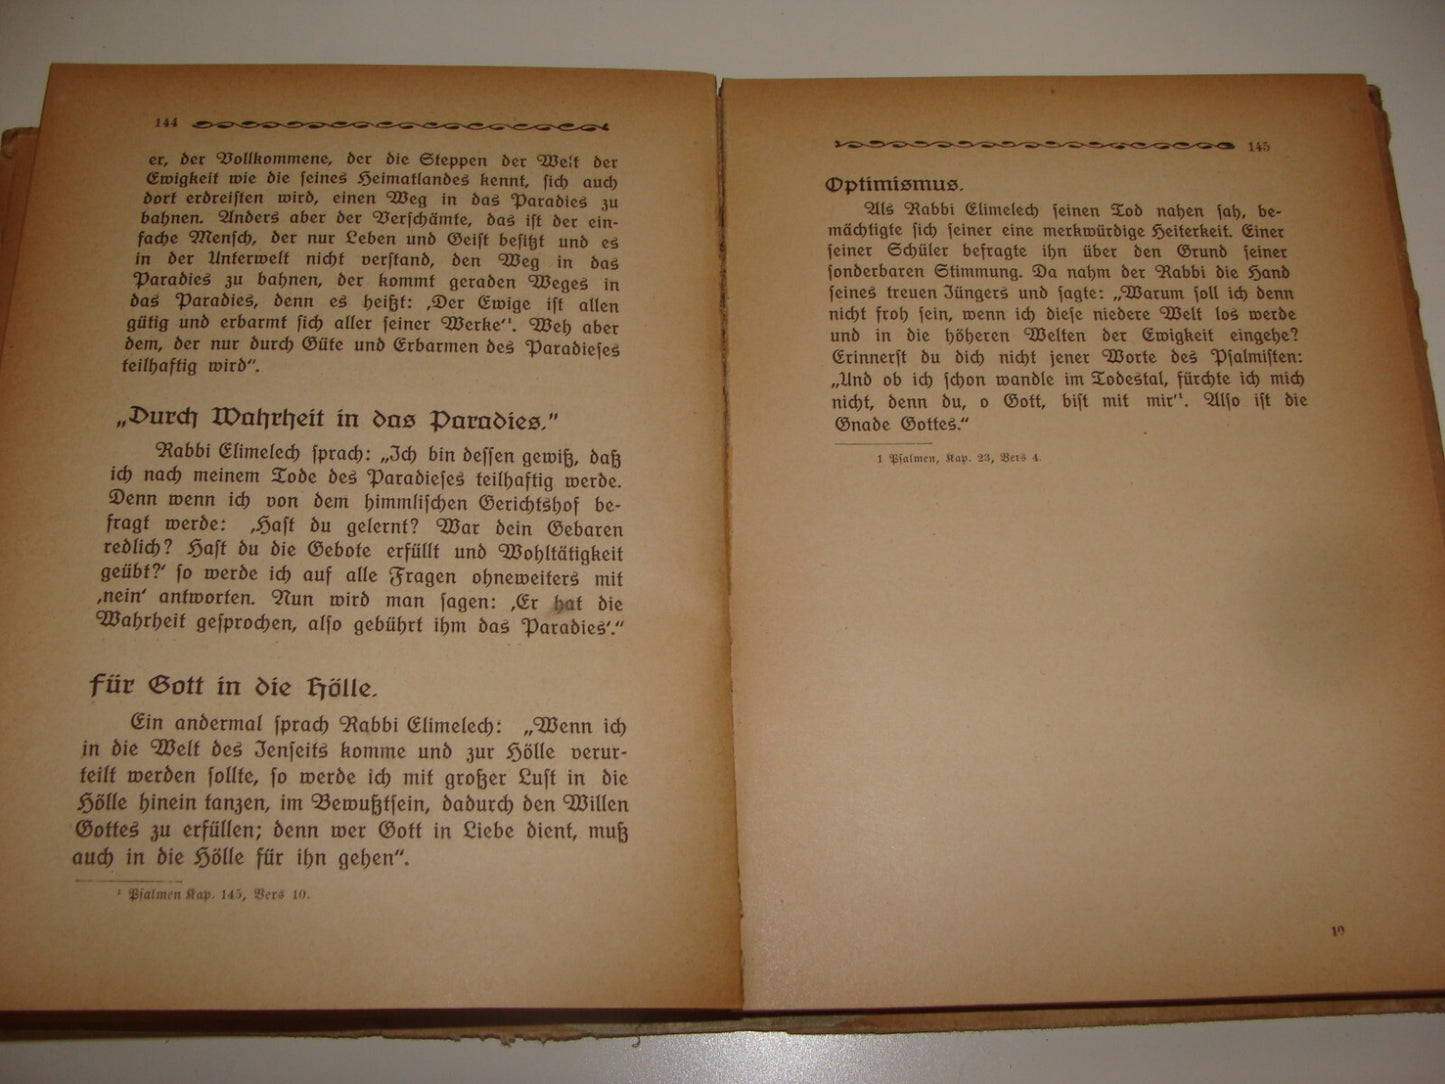 144
er, der Vollkommene, der die Steppen der Welt der
Ewigkeit wie die seines Heimatlandes kennt, sich auch
dort erdreisten wird, einen Weg in das Paradies zu
bahnen. Anders aber der Verschämte, das ist der ein-
fache Mensch, der nur Leben und Geist besitzt und es
in der Unterwelt nicht verstand, den Weg in das
Paradies zu bahnen, der kommt geraden Weges in
das Paradies, denn es heißt: ‚Der Ewige ist allen
gütig und erbarmt sich aller seiner Werke‘¹. Weh aber
dem, der nur durch Güte und Erbarmen des Paradieses
teilhaftig wird“.
„Durch Wahrheit in das Paradies.“
Rabbi Elimelech sprach: „Ich bin dessen gewiß, daß
ich nach meinem Tode des Paradieses teilhaftig werde.
Denn wenn ich von dem himmlischen Gerichtshof be-
fragt werde: ‚Hast du gelernt? War dein Gebaren
redlich? Hast du die Gebote erfüllt und Wohltätigkeit
geübt?‘ so werde ich auf alle Fragen ohneweiters mit
‚nein‘ antworten. Nun wird man sagen: ‚Er hat die
Wahrheit gesprochen, also gebührt ihm das Paradies‘.“
Für Gott in die Hölle.
Ein andermal sprach Rabbi Elimelech: „Wenn ich
in die Welt des Jenseits komme und zur Hölle verur-
teilt werden sollte, so werde ich mit großer Lust in die
Hölle hinein tanzen, im Bewußtsein, dadurch den Willen
Gottes zu erfüllen; denn wer Gott in Liebe dient, muß
auch in die Hölle für ihn gehen“.
¹ Psalmen Kap. 145, Vers 10.
145
Optimismus.
Als Rabbi Elimelech seinen Tod nahen sah, be-
mächtigte sich seiner eine merkwürdige Heiterkeit. Einer
seiner Schüler befragte ihn über den Grund seiner
sonderbaren Stimmung. Da nahm der Rabbi die Hand
seines treuen Jüngers und sagte: „Warum soll ich denn
nicht froh sein, wenn ich diese niedere Welt los werde
und in die höheren Welten der Ewigkeit eingehe?
Erinnerst du dich nicht jener Worte des Psalmisten:
„Und ob ich schon wandle im Todestal, fürchte ich mich
nicht, denn du, o Gott, bist mit mir‘¹. Also ist die
Gnade Gottes.“
1 Psalmen, Kap. 23, Vers 4.
10